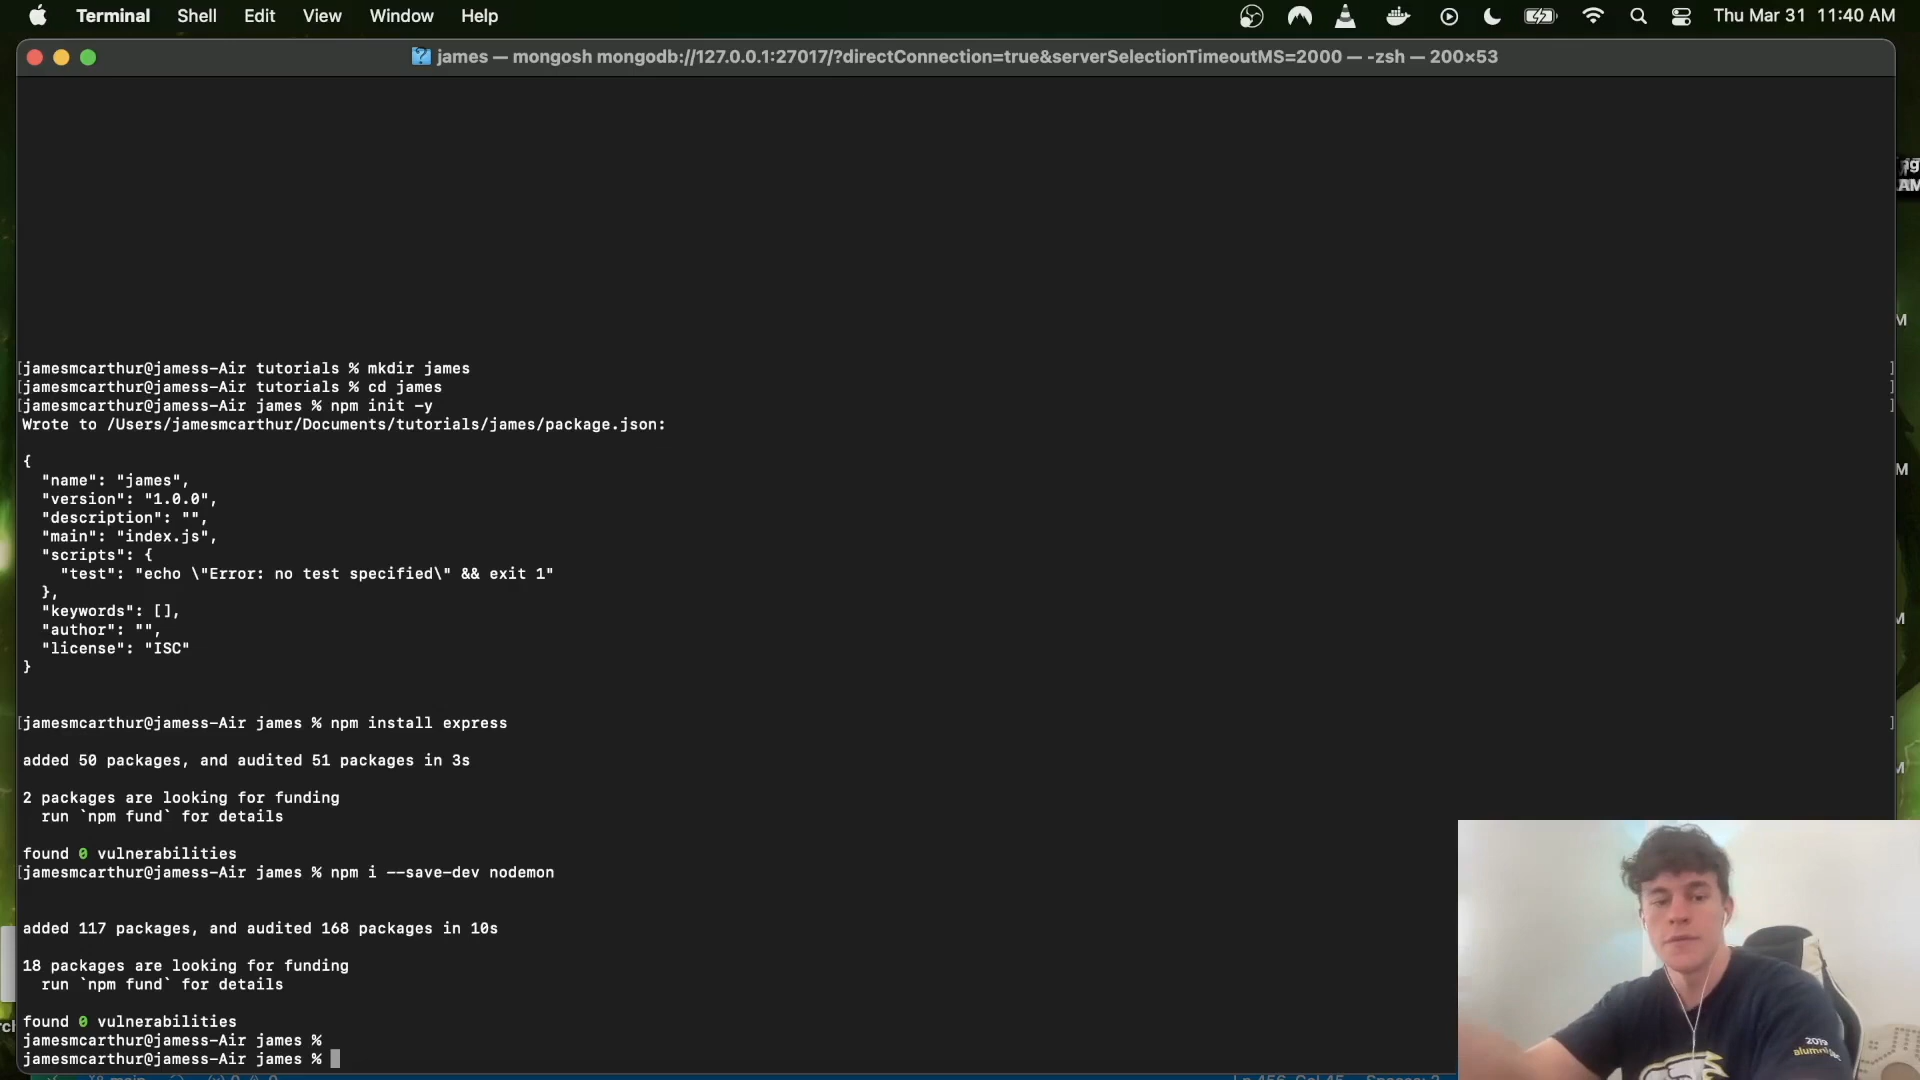 Terminal Shell Edit View Window Help Thu Mar 31 11:40 AM
james — mongosh mongodb://127.0.0.1:27017/?directConnection=true&serverSelectionTimeoutMS=2000 — -zsh — 200×53
[jamesmcarthur@jamess-Air tutorials % mkdir james ]
[jamesmcarthur@jamess-Air tutorials % cd james ]
[jamesmcarthur@jamess-Air james % npm init -y ]
Wrote to /Users/jamesmcarthur/Documents/tutorials/james/package.json:
{
"name": "james",
"version": "1.0.0",
"description": "",
"main": "index.js",
"scripts": {
"test": "echo \"Error: no test specified\" && exit 1"
},
"keywords": [],
"author": "",
"license": "ISC"
}
[jamesmcarthur@jamess-Air james % npm install express ]
added 50 packages, and audited 51 packages in 3s
2 packages are looking for funding
run `npm fund` for details
found 0 vulnerabilities
[jamesmcarthur@jamess-Air james % npm i --save-dev nodemon
added 117 packages, and audited 168 packages in 10s
18 packages are looking for funding
run `npm fund` for details
found 0 vulnerabilities
jamesmcarthur@jamess-Air james %
jamesmcarthur@jamess-Air james %
2019
alumni